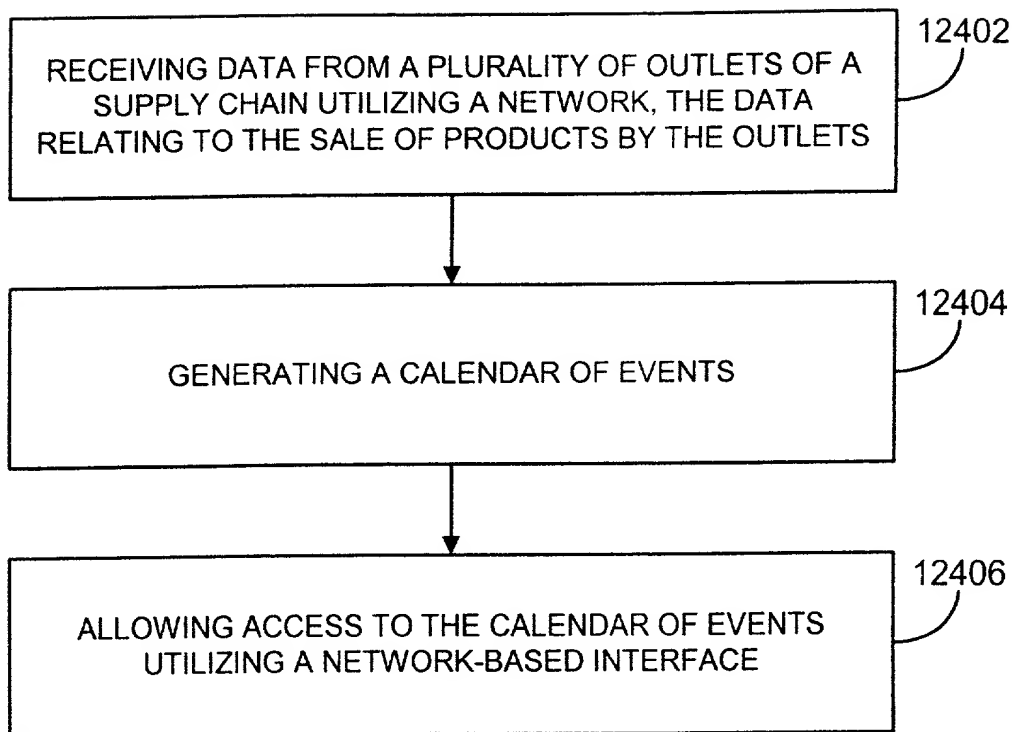 12402
RECEIVING DATA FROM A PLURALITY OF OUTLETS OF A
SUPPLY CHAIN UTILIZING A NETWORK, THE DATA
RELATING TO THE SALE OF PRODUCTS BY THE OUTLETS
12404
GENERATING A CALENDAR OF EVENTS
12406
ALLOWING ACCESS TO THE CALENDAR OF EVENTS
UTILIZING A NETWORK-BASED INTERFACE